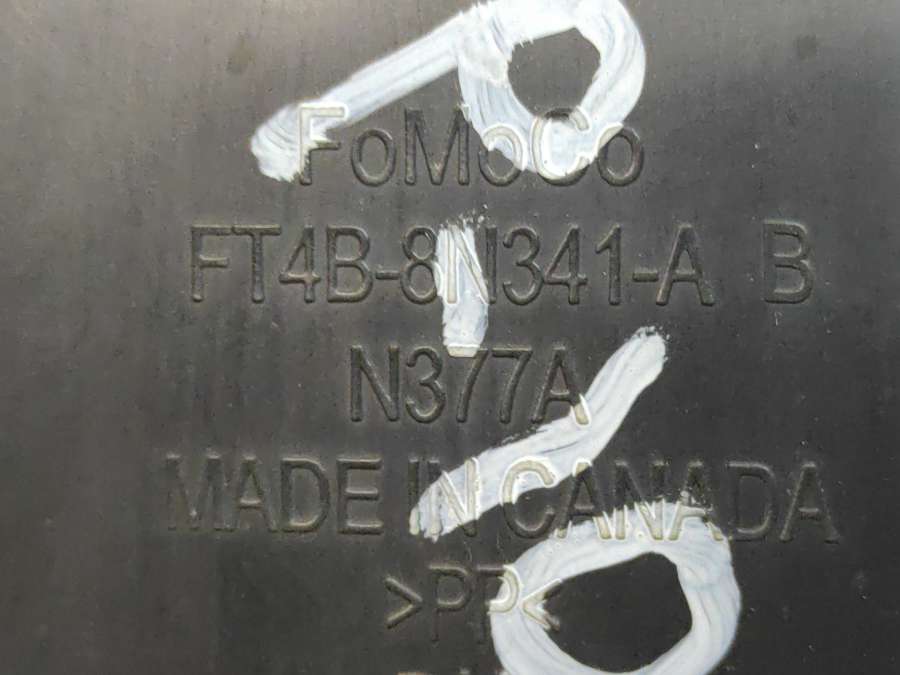 FoMoCo
FT4B-8N341-A B
N377A
MADE IN CANADA
>PP<